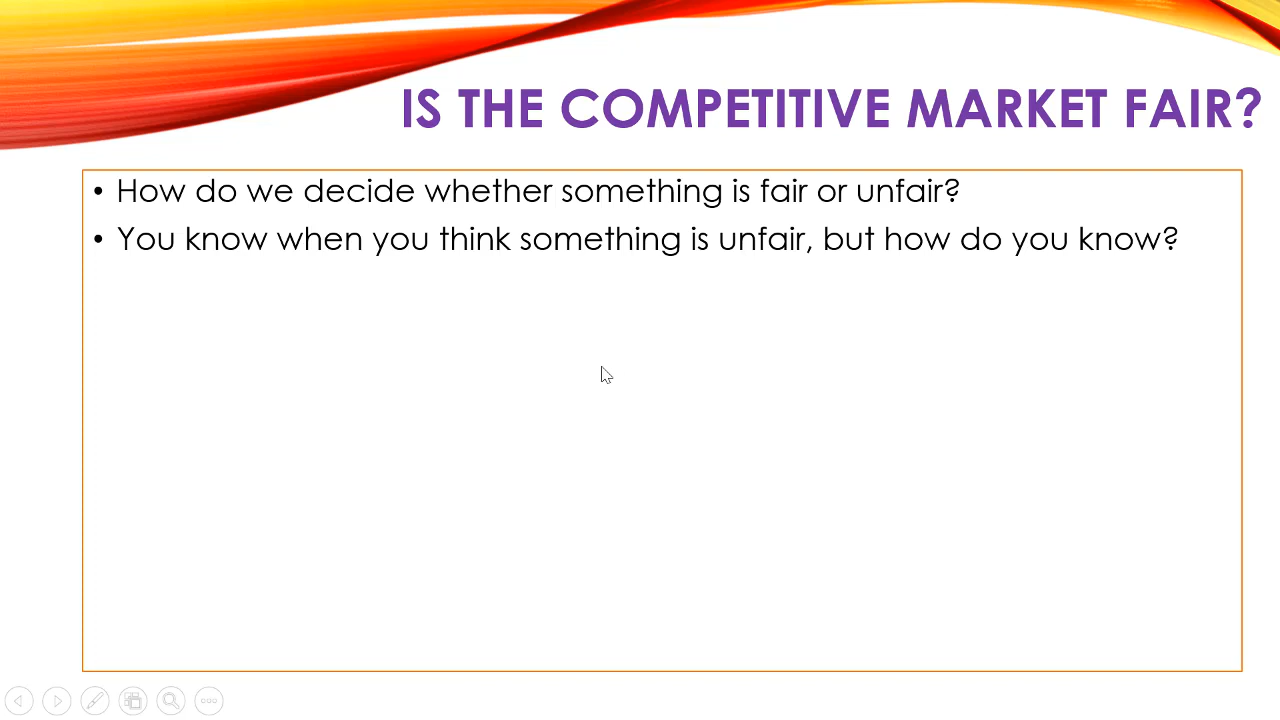 IS THE COMPETITIVE MARKET FAIR?
• How do we decide whether something is fair or unfair?
• You know when you think something is unfair, but how do you know?